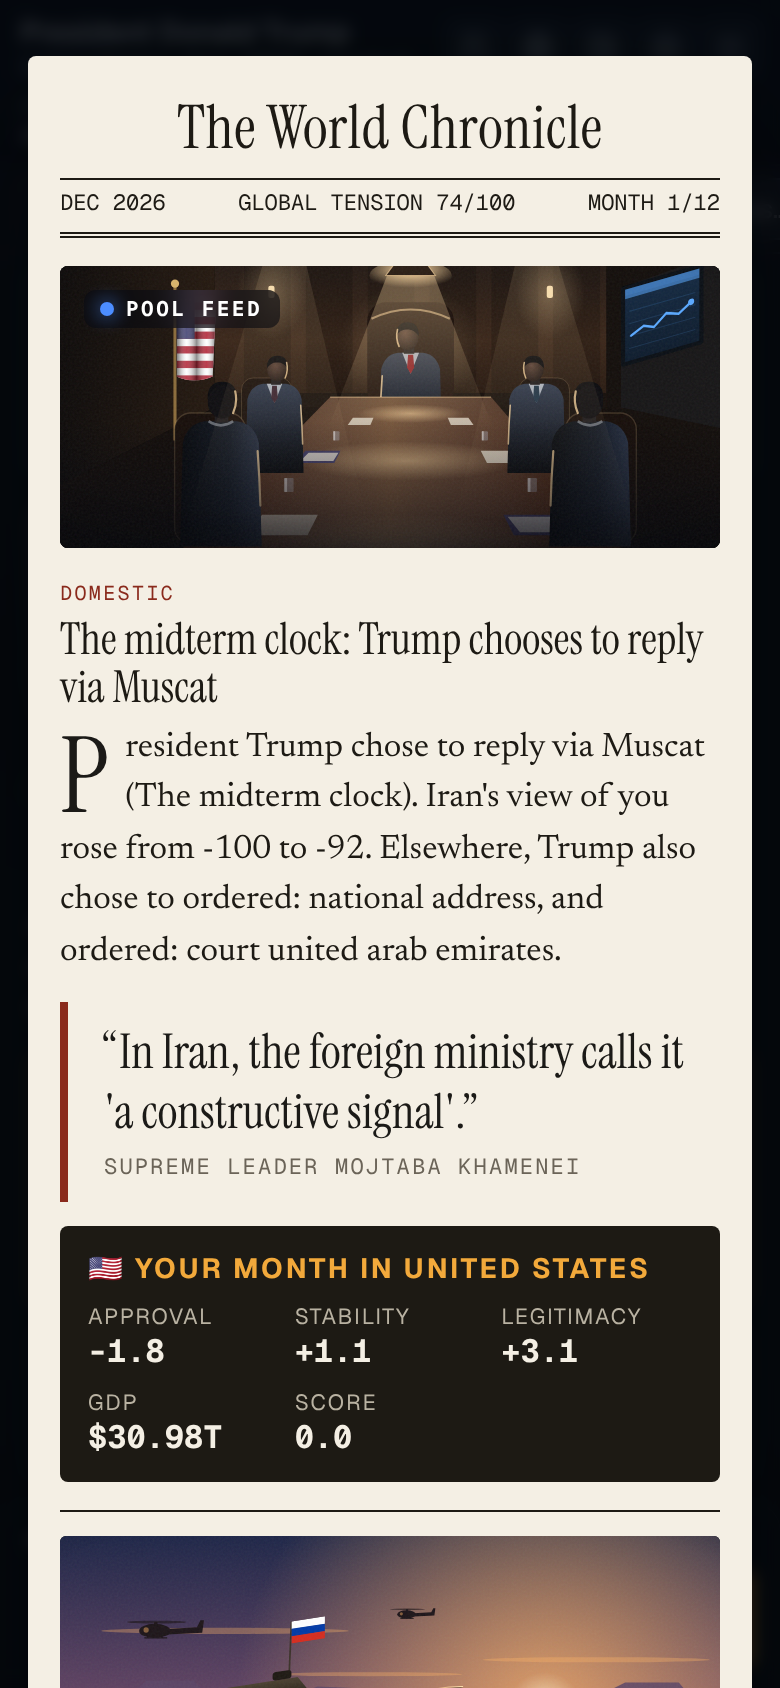 President Donald Trump
The World Chronicle
DEC 2026 GLOBAL TENSION 74/100 MONTH 1/12
POOL FEED
DOMESTIC
The midterm clock: Trump chooses to reply
via Muscat
President Trump chose to reply via Muscat
(The midterm clock). Iran's view of you
rose from -100 to -92. Elsewhere, Trump also
chose to ordered: national address, and
ordered: court united arab emirates.
“In Iran, the foreign ministry calls it
'a constructive signal'.”
SUPREME LEADER MOJTABA KHAMENEI
🇺🇸 YOUR MONTH IN UNITED STATES
APPROVAL STABILITY LEGITIMACY
-1.8 +1.1 +3.1
GDP SCORE
$30.98T 0.0